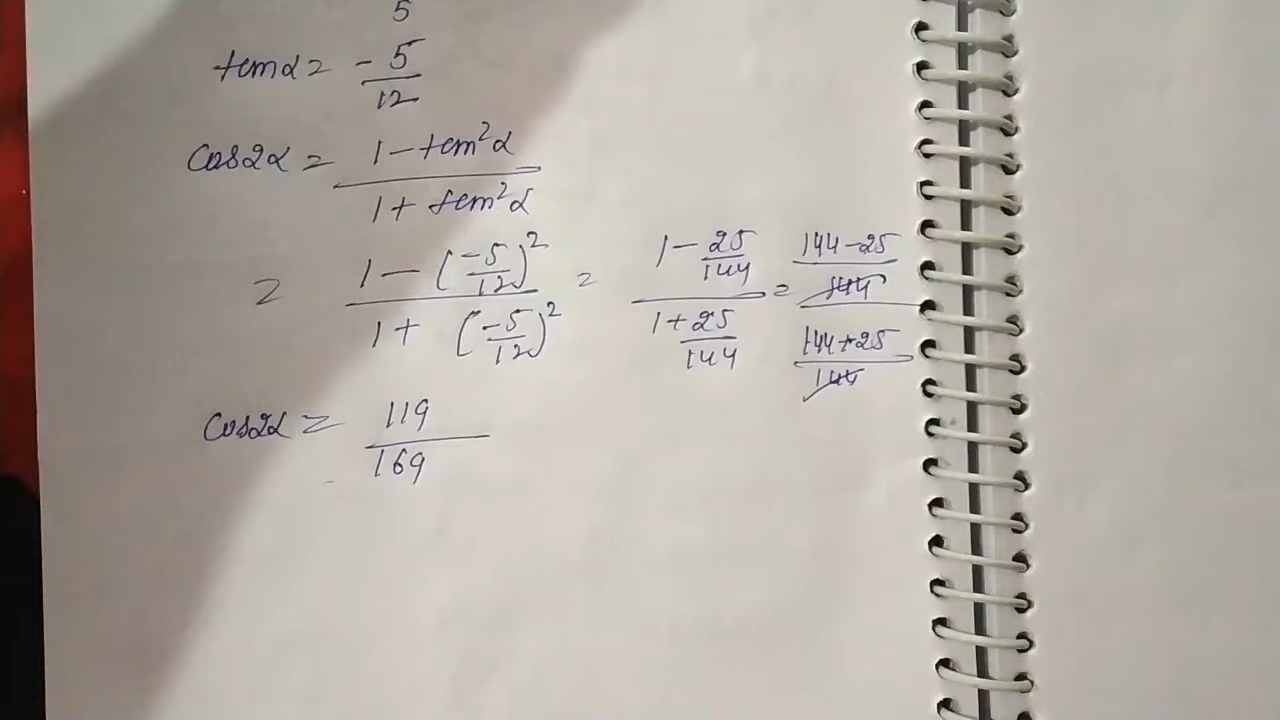 5
tanα = -5/12
cos2α = (1 - tan²α)/(1 + tan²α)
= (1 - (-5/12)²)/(1 + (-5/12)²) = (1 - 25/144)/(1 + 25/144) = ((144-25)/144)/((144+25)/144)
cos2α = 119/169